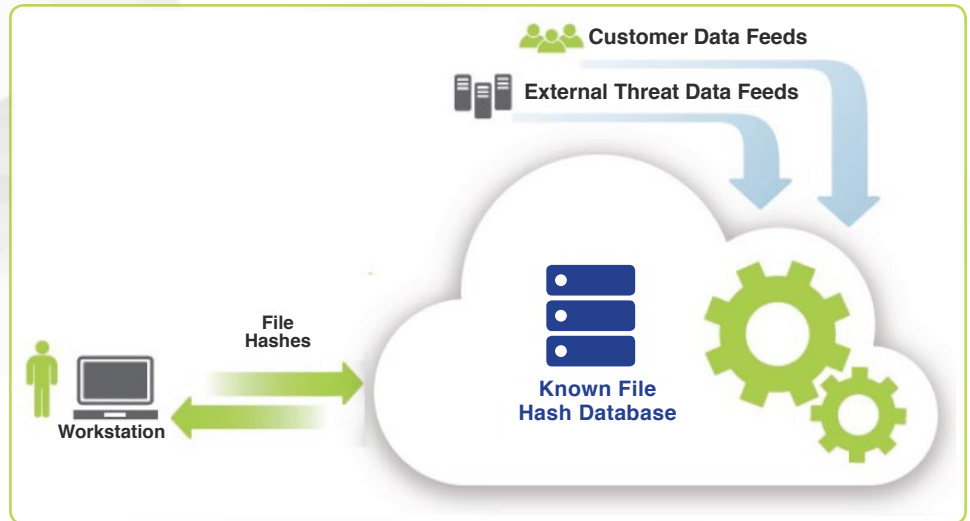 Customer Data Feeds
External Threat Data Feeds
File
Hashes
Workstation
Known File
Hash Database